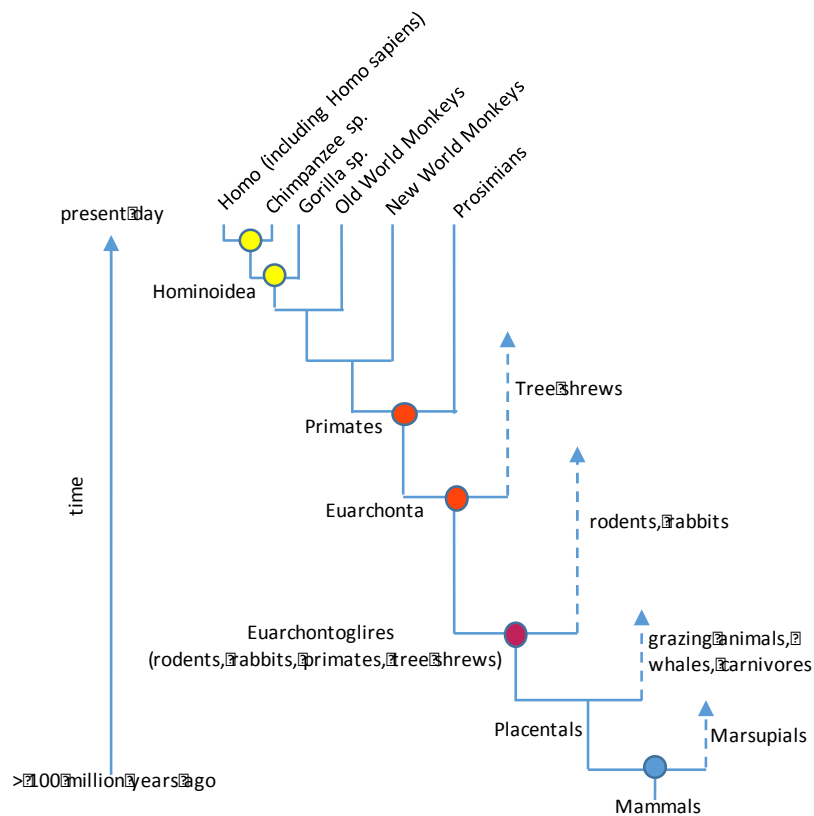 Homo (including Homo sapiens)
Chimpanzee sp.
Gorilla sp.
Old World Monkeys
New World Monkeys
Prosimians
present�day
Hominoidea
Tree�shrews
Primates
time
Euarchonta
rodents,�rabbits
Euarchontoglires
(rodents,�rabbits,�primates,�tree�shrews)
grazing�animals,�
whales,�carnivores
Placentals
Marsupials
>�100�million�years�ago
Mammals